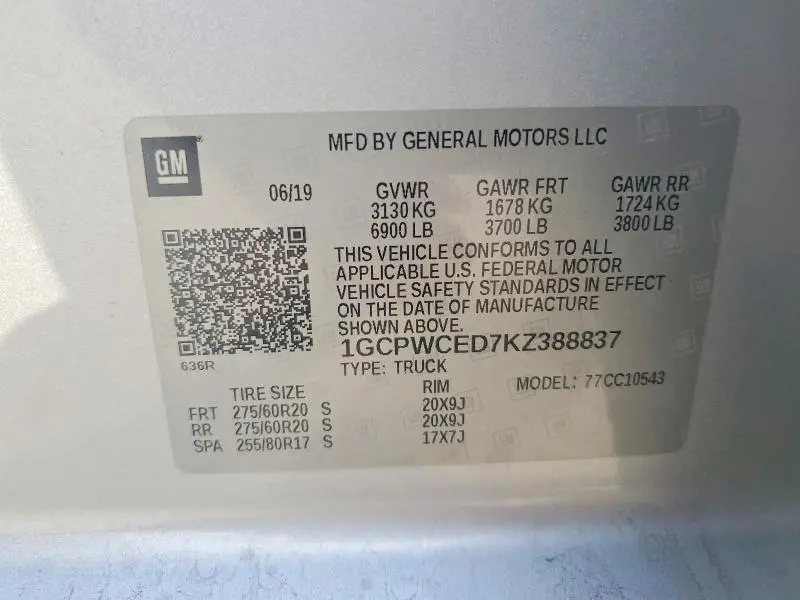 GM
MFD BY GENERAL MOTORS LLC
06/19 GVWR GAWR FRT GAWR RR
3130 KG 1678 KG 1724 KG
6900 LB 3700 LB 3800 LB
THIS VEHICLE CONFORMS TO ALL
APPLICABLE U.S. FEDERAL MOTOR
VEHICLE SAFETY STANDARDS IN EFFECT
ON THE DATE OF MANUFACTURE
SHOWN ABOVE.
1GCPWCED7KZ388837
636R
TYPE: TRUCK
TIRE SIZE RIM MODEL: 77CC10543
FRT 275/60R20 S 20X9J
RR 275/60R20 S 20X9J
SPA 255/80R17 S 17X7J